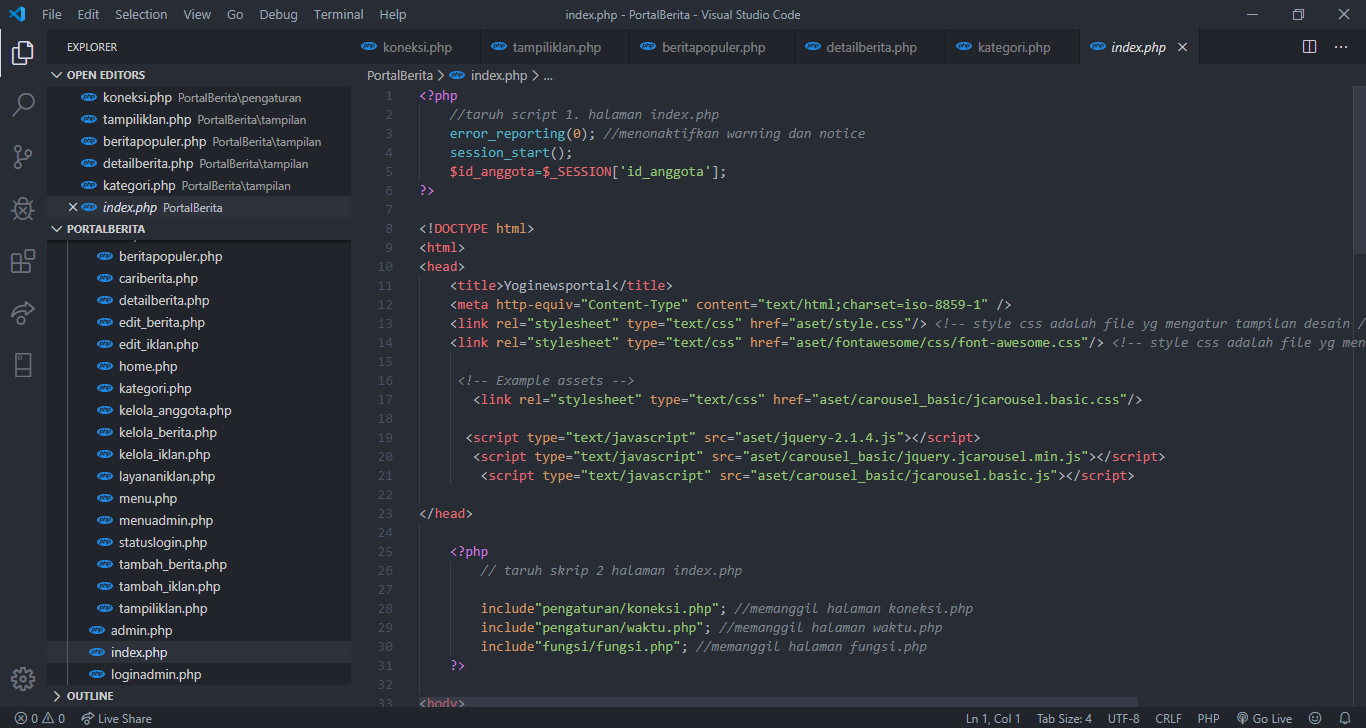 File Edit Selection View Go Debug Terminal Help
index.php - PortalBerita - Visual Studio Code
EXPLORER
OPEN EDITORS
koneksi.php PortalBerita\pengaturan
tampiliklan.php PortalBerita\tampilan
beritapopuler.php PortalBerita\tampilan
detailberita.php PortalBerita\tampilan
kategori.php PortalBerita\tampilan
index.php PortalBerita
PORTALBERITA
beritapopuler.php
cariberita.php
detailberita.php
edit_berita.php
edit_iklan.php
home.php
kategori.php
kelola_anggota.php
kelola_berita.php
kelola_iklan.php
layananiklan.php
menu.php
menuadmin.php
statuslogin.php
tambah_berita.php
tambah_iklan.php
tampiliklan.php
admin.php
index.php
loginadmin.php
OUTLINE
koneksi.php tampiliklan.php beritapopuler.php detailberita.php kategori.php index.php
PortalBerita > index.php > ...
1 <?php
2 //taruh script 1. halaman index.php
3 error_reporting(0); //menonaktifkan warning dan notice
4 session_start();
5 $id_anggota=$_SESSION['id_anggota'];
6 ?>
7
8 <!DOCTYPE html>
9 <html>
10 <head>
11 <title>Yoginewsportal</title>
12 <meta http-equiv="Content-Type" content="text/html;charset=iso-8859-1" />
13 <link rel="stylesheet" type="text/css" href="aset/style.css"/> <!-- style css adalah file yg mengatur tampilan desain /
14 <link rel="stylesheet" type="text/css" href="aset/fontawesome/css/font-awesome.css"/> <!-- style css adalah file yg men
15
16 <!-- Example assets -->
17 <link rel="stylesheet" type="text/css" href="aset/carousel_basic/jcarousel.basic.css"/>
18
19 <script type="text/javascript" src="aset/jquery-2.1.4.js"></script>
20 <script type="text/javascript" src="aset/carousel_basic/jquery.jcarousel.min.js"></script>
21 <script type="text/javascript" src="aset/carousel_basic/jcarousel.basic.js"></script>
22
23 </head>
24
25 <?php
26 // taruh skrip 2 halaman index.php
27
28 include"pengaturan/koneksi.php"; //memanggil halaman koneksi.php
29 include"pengaturan/waktu.php"; //memanggil halaman waktu.php
30 include"fungsi/fungsi.php"; //memanggil halaman fungsi.php
31 ?>
32
33 <body>
0 0 Live Share
Ln 1, Col 1 Tab Size: 4 UTF-8 CRLF PHP Go Live